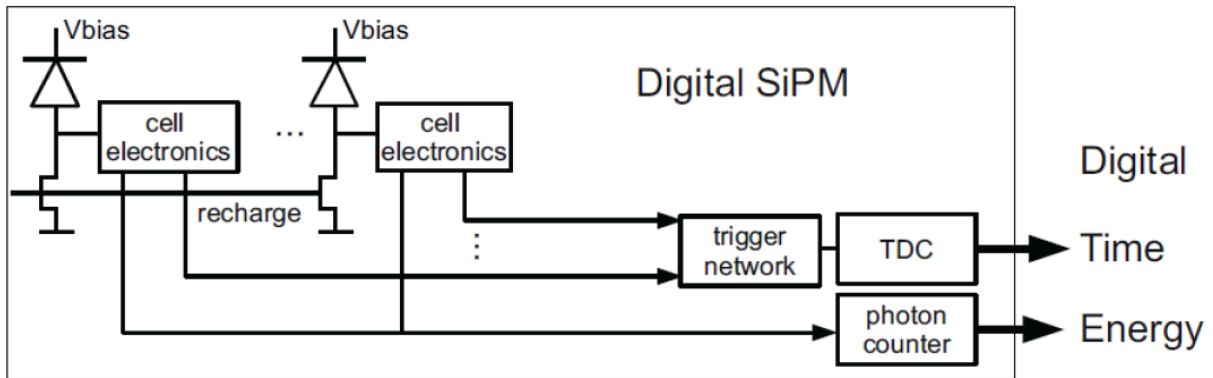 Vbias
Vbias
Digital SiPM
cell
electronics
...
cell
electronics
Digital
recharge
...
trigger
network
TDC
Time
photon
counter
Energy